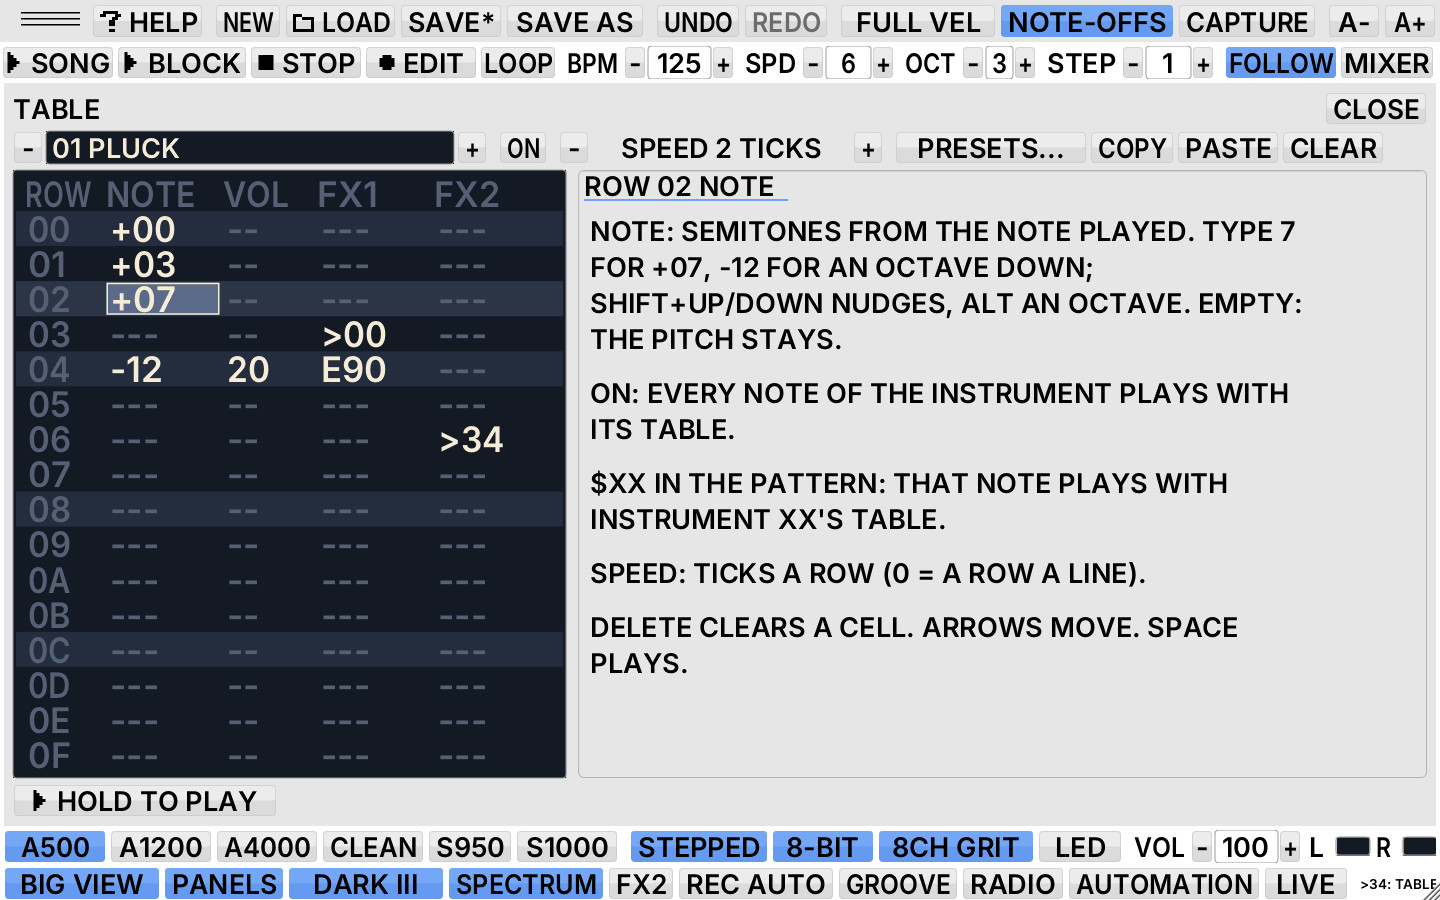 ? HELP NEW LOAD SAVE* SAVE AS UNDO REDO FULL VEL NOTE-OFFS CAPTURE A- A+
SONG BLOCK STOP EDIT LOOP BPM - 125 + SPD - 6 + OCT - 3 + STEP - 1 + FOLLOW MIXER
TABLE CLOSE
- 01 PLUCK + ON - SPEED 2 TICKS + PRESETS... COPY PASTE CLEAR
ROW NOTE VOL FX1 FX2
00 +00 -- --- ---
01 +03 -- --- ---
02 +07 -- --- ---
03 --- -- >00 ---
04 -12 20 E90 ---
05 --- -- --- ---
06 --- -- --- >34
07 --- -- --- ---
08 --- -- --- ---
09 --- -- --- ---
0A --- -- --- ---
0B --- -- --- ---
0C --- -- --- ---
0D --- -- --- ---
0E --- -- --- ---
0F --- -- --- ---
ROW 02 NOTE
NOTE: SEMITONES FROM THE NOTE PLAYED. TYPE 7
FOR +07, -12 FOR AN OCTAVE DOWN;
SHIFT+UP/DOWN NUDGES, ALT AN OCTAVE. EMPTY:
THE PITCH STAYS.
ON: EVERY NOTE OF THE INSTRUMENT PLAYS WITH
ITS TABLE.
$XX IN THE PATTERN: THAT NOTE PLAYS WITH
INSTRUMENT XX'S TABLE.
SPEED: TICKS A ROW (0 = A ROW A LINE).
DELETE CLEARS A CELL. ARROWS MOVE. SPACE
PLAYS.
HOLD TO PLAY
A500 A1200 A4000 CLEAN S950 S1000 STEPPED 8-BIT 8CH GRIT LED VOL - 100 + L R
BIG VIEW PANELS DARK III SPECTRUM FX2 REC AUTO GROOVE RADIO AUTOMATION LIVE >34: TABLE